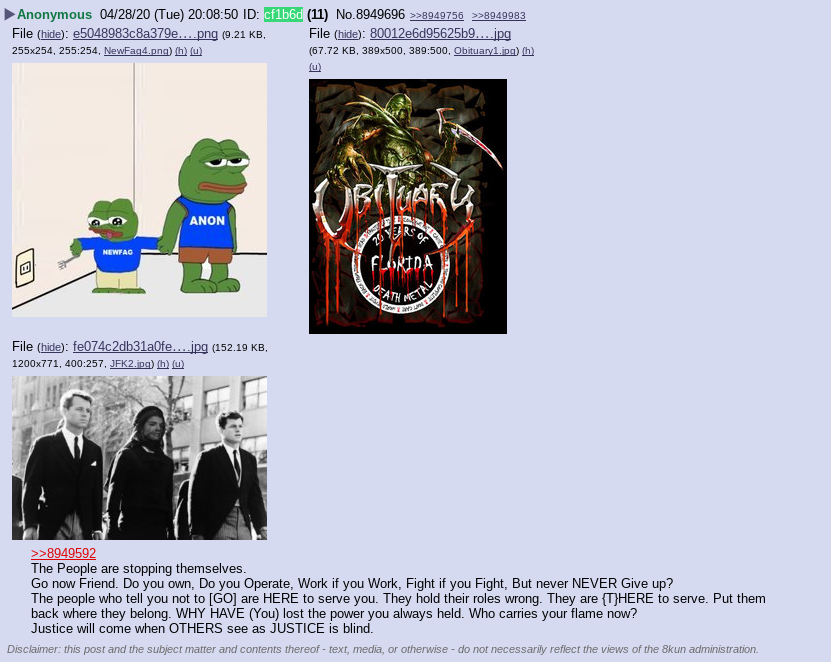 ▶Anonymous 04/28/20 (Tue) 20:08:50 ID: cf1b6d (11) No.8949696 >>8949756 >>8949983
File (hide): e5048983c8a379e….png (9.21 KB, 255x254, 255:254, NewFag4.png) (h) (u)
File (hide): 80012e6d95625b9….jpg (67.72 KB, 389x500, 389:500, Obituary1.jpg) (h) (u)
ANON
NEWFAG
OBITUARY
20 YEARS OF
FLORIDA
DEATH METAL
File (hide): fe074c2db31a0fe….jpg (152.19 KB, 1200x771, 400:257, JFK2.jpg) (h) (u)
>>8949592
The People are stopping themselves.
Go now Friend. Do you own, Do you Operate, Work if you Work, Fight if you Fight, But never NEVER Give up?
The people who tell you not to [GO] are HERE to serve you. They hold their roles wrong. They are {T}HERE to serve. Put them
back where they belong. WHY HAVE (You) lost the power you always held. Who carries your flame now?
Justice will come when OTHERS see as JUSTICE is blind.
Disclaimer: this post and the subject matter and contents thereof - text, media, or otherwise - do not necessarily reflect the views of the 8kun administration.